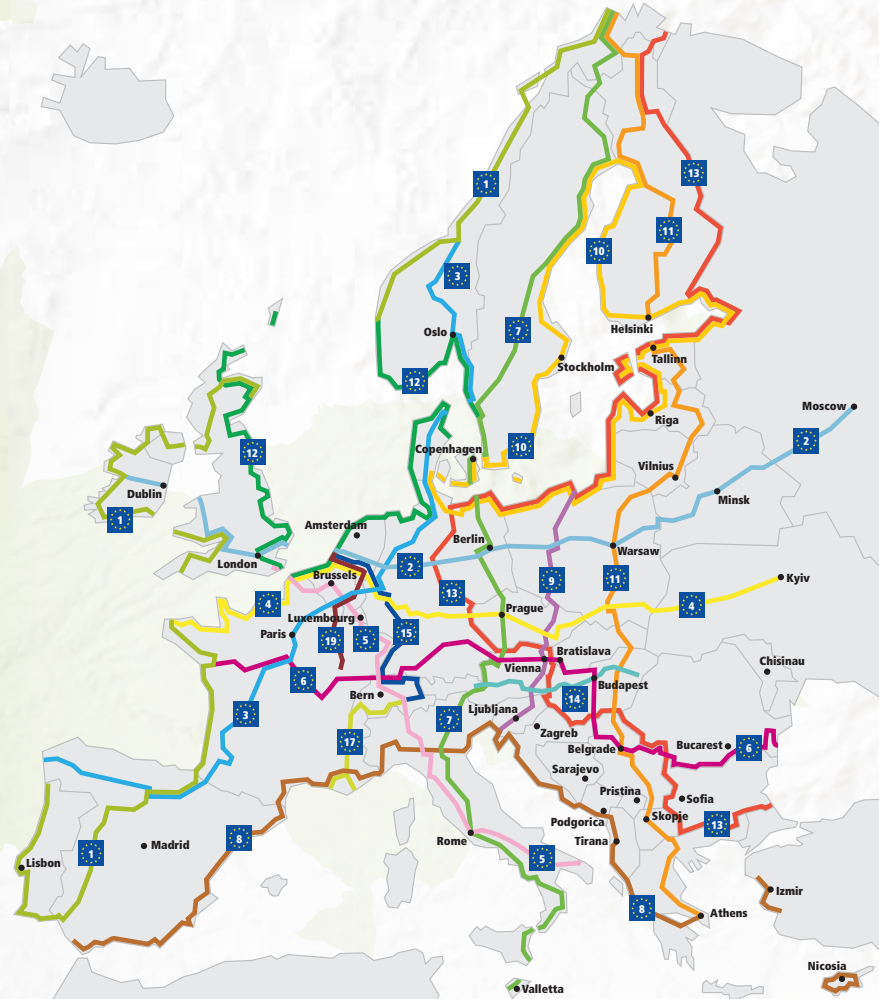 1
13
11
10
3
Oslo
7
Helsinki
Tallinn
Stockholm
12
Moscow
Riga
2
12
10
Copenhagen
Vilnius
Dublin
Minsk
1
Amsterdam
Berlin
Warsaw
London
2
Brussels
9
11
Kyiv
13
4
4
Prague
Luxembourg
Paris
19
5
15
Bratislava
Vienna
Chisinau
6
Bern
Budapest
14
3
7
Ljubljana
17
Zagreb
Belgrade
Bucarest
6
Sarajevo
Pristina
Sofia
Podgorica
Skopje
13
8
Rome
Tirana
Madrid
1
5
Lisbon
Izmir
8
Athens
Nicosia
Valletta